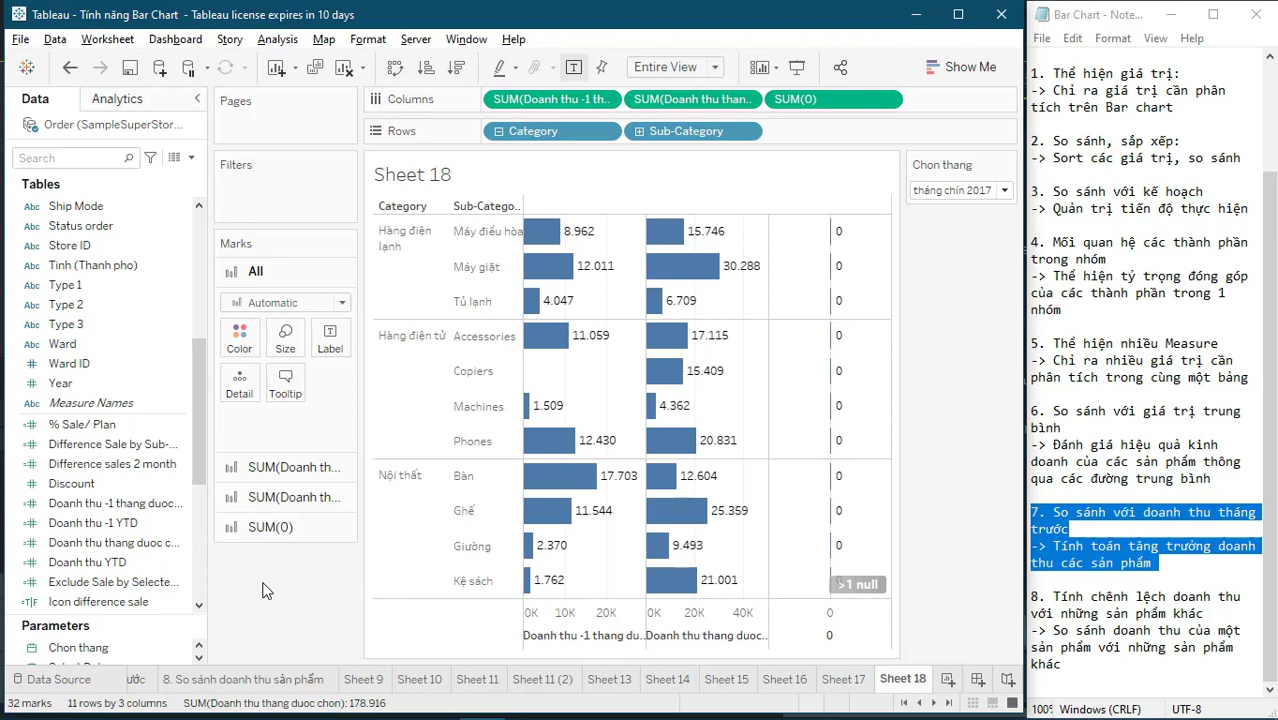 Tableau - Tính năng Bar Chart - Tableau license expires in 10 days
File Data Worksheet Dashboard Story Analysis Format Server Window Help
Entire View
Show Me
Data Analytics
Order (SampleSuperStor...
Search
Tables
Abc Ship Mode
Abc Status order
Abc Store ID
Abc Tinh (Thanh pho)
Abc Type 1
Abc Type 2
Abc Type 3
Abc Ward
# Ward ID
# Year
Abc Measure Names
% Sale/ Plan
Difference Sale by Sub-...
Difference sales 2 month
Discount
Doanh thu -1 thang duoc...
Doanh thu -1 YTD
Doanh thu thang duoc c...
Doanh thu YTD
Exclude Sale by Selecte...
Icon difference sale
Parameters
Chon thang
Pages
Filters
Marks
All
Automatic
Color Size Label
Detail Tooltip
SUM(Doanh th...
SUM(Doanh th...
SUM(0)
Columns SUM(Doanh thu -1 th.. SUM(Doanh thu than.. SUM(0)
Rows Category Sub-Category
Sheet 18
Category Sub-Catego..
Hàng điện lạnh Máy điều hòa 8.962 15.746 0
Máy giặt 12.011 30.288 0
Tủ lạnh 4.047 6.709 0
Hàng điện tử Accessories 11.059 17.115 0
Copiers 15.409 0
Machines 1.509 4.362 0
Phones 12.430 20.831 0
Nội thất Bàn 17.703 12.604 0
Ghế 11.544 25.359 0
Giường 2.370 9.493 0
Kệ sách 1.762 21.001
>1 null
0K 10K 20K 0K 20K 40K 0
Doanh thu -1 thang du.. Doanh thu thang duoc.. 0
Chon thang
tháng chín 2017
Data Source ước 8. So sánh doanh thu sản phẩm Sheet 9 Sheet 10 Sheet 11 Sheet 11 (2) Sheet 13 Sheet 14 Sheet 15 Sheet 16 Sheet 17 Sheet 18
32 marks 11 rows by 3 columns SUM(Doanh thu thang duoc chon): 178.916
Bar Chart - Note...
File Edit Format View Help
1. Thể hiện giá trị:
-> Chỉ ra giá trị cần phân
tích trên Bar chart
2. So sánh, sắp xếp:
-> Sort các giá trị, so sánh
3. So sánh với kế hoạch
-> Quản trị tiến độ thực hiện
4. Mối quan hệ các thành phần
trong nhóm
-> Thể hiện tỷ trọng đóng góp
của các thành phần trong 1
nhóm
5. Thể hiện nhiều Measure
-> Chỉ ra nhiều giá trị cần
phân tích trong cùng một bảng
6. So sánh với giá trị trung
bình
-> Đánh giá hiệu quả kinh
doanh của các sản phẩm thông
qua các đường trung bình
7. So sánh với doanh thu tháng
trước
-> Tính toán tăng trưởng doanh
thu các sản phẩm
8. Tính chênh lệch doanh thu
với những sản phẩm khác
-> So sánh doanh thu của một
sản phẩm với những sản phẩm
khác
100% Windows (CRLF) UTF-8